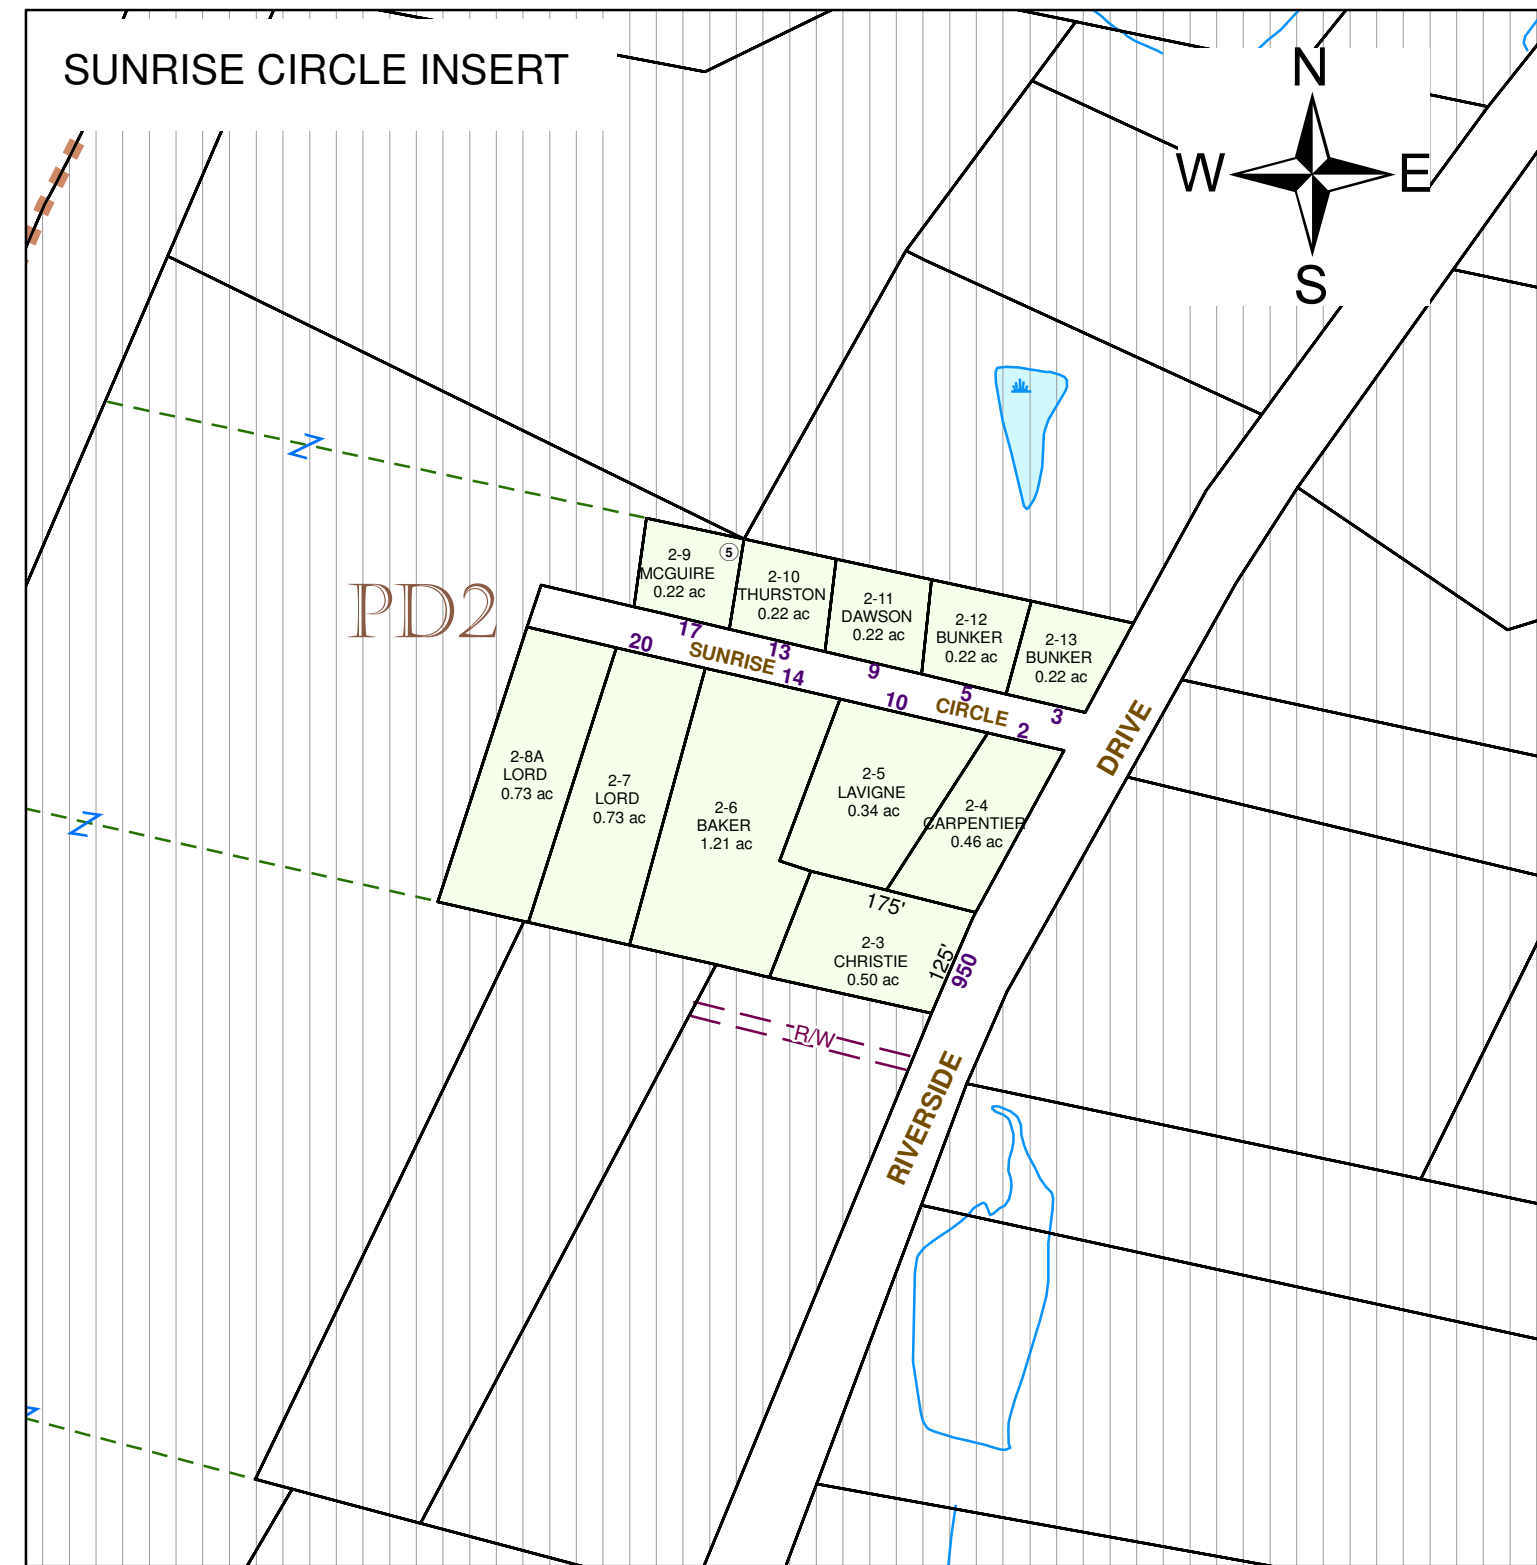 SUNRISE CIRCLE INSERT
N
W
E
S
PD2
Z
Z
2-9
MCGUIRE
0.22 ac
5
2-10
THURSTON
0.22 ac
2-11
DAWSON
0.22 ac
2-12
BUNKER
0.22 ac
2-13
BUNKER
0.22 ac
20
17
13
9
5
3
SUNRISE
CIRCLE
14
10
2
DRIVE
2-8A
LORD
0.73 ac
2-7
LORD
0.73 ac
2-6
BAKER
1.21 ac
2-5
LAVIGNE
0.34 ac
2-4
CARPENTIER
0.46 ac
175'
2-3
CHRISTIE
0.50 ac
125'
950
R/W
RIVERSIDE